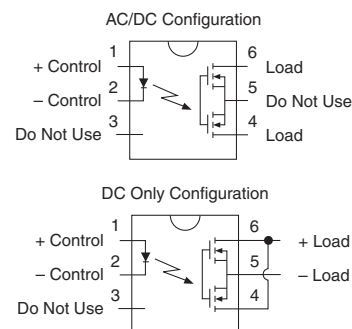 AC/DC Configuration
1 6
+ Control Load
2 5
– Control Do Not Use
3 4
Do Not Use Load
DC Only Configuration
1 6
+ Control + Load
2 5
– Control – Load
3 4
Do Not Use